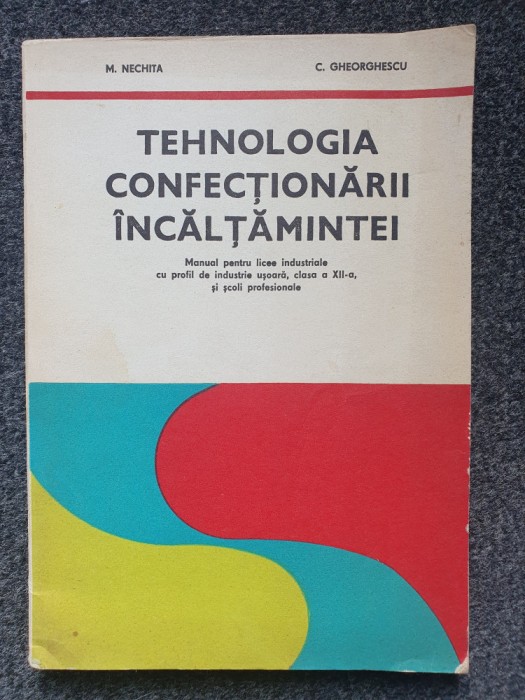 M. NECHITA C. GHEORGHESCU
TEHNOLOGIA
CONFECȚIONĂRII
ÎNCĂLȚĂMINTEI
Manual pentru licee industriale
cu profil de industrie ușoară, clasa a XII-a,
și școli profesionale